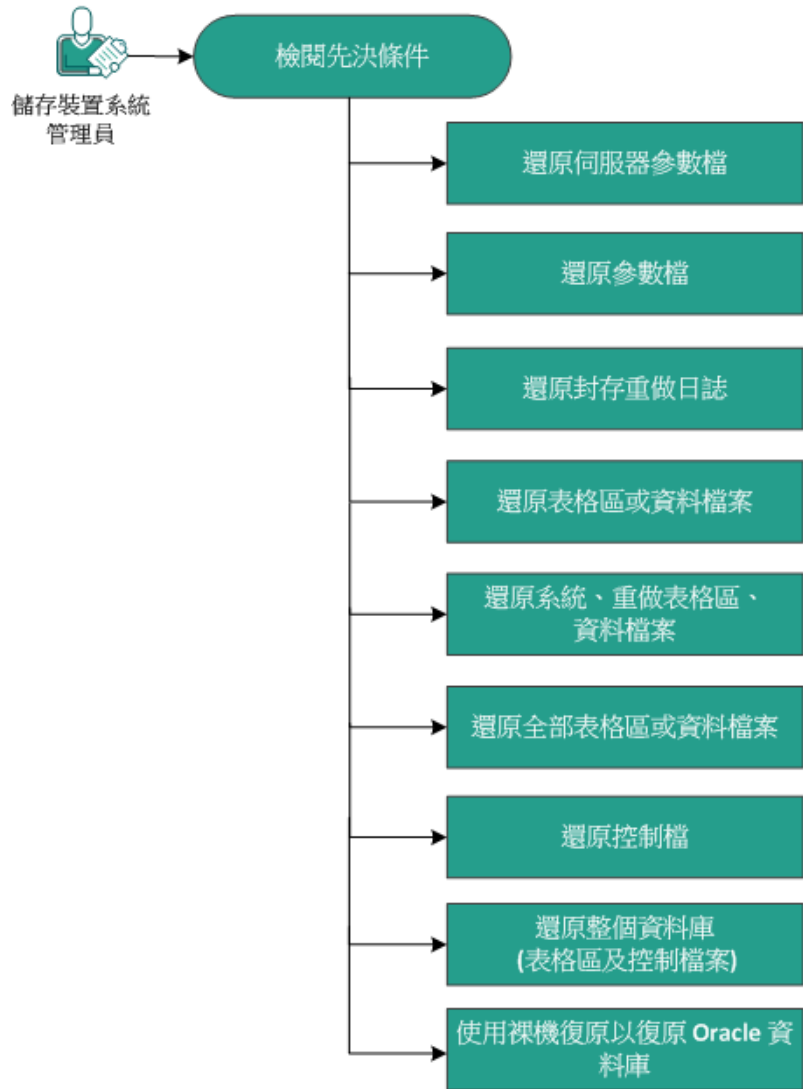 檢閱先決條件
儲存裝置系統
管理員
還原伺服器參數檔
還原參數檔
還原封存重做日誌
還原表格區或資料檔案
還原系統、重做表格區、
資料檔案
還原全部表格區或資料檔案
還原控制檔
還原整個資料庫
(表格區及控制檔案)
使用裸機復原以復原 Oracle 資
料庫